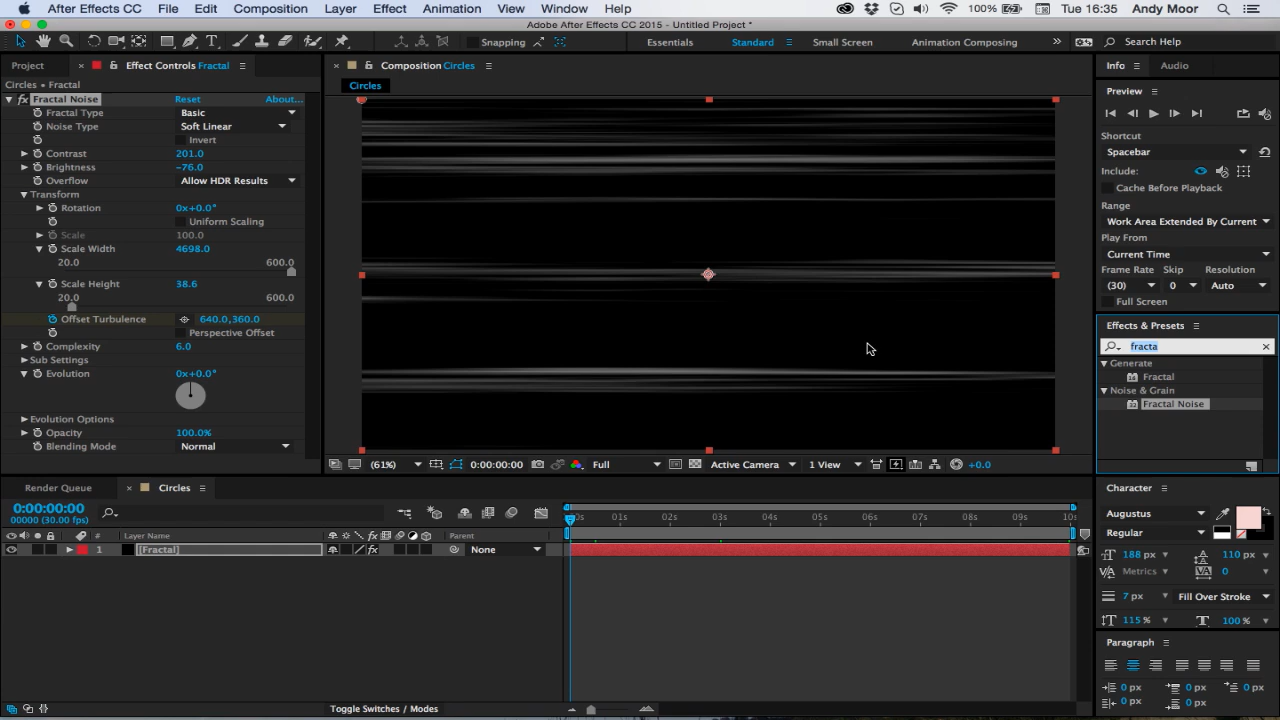 After Effects CC File Edit Composition Layer Effect Animation View Window Help 100% Tue 16:35 Andy Moor
Adobe After Effects CC 2015 - Untitled Project *
Snapping Essentials Standard Small Screen Animation Composing Search Help
Project × Effect Controls Fractal
Circles • Fractal
fx Fractal Noise Reset About...
Fractal Type Basic
Noise Type Soft Linear
Invert
Contrast 201.0
Brightness -76.0
Overflow Allow HDR Results
Transform
Rotation 0x+0.0°
Uniform Scaling
Scale 100.0
Scale Width 4698.0
20.0 600.0
Scale Height 38.6
20.0 600.0
Offset Turbulence 640.0,360.0
Perspective Offset
Complexity 6.0
Sub Settings
Evolution 0x+0.0°
Evolution Options
Opacity 100.0%
Blending Mode Normal
× Composition Circles
Circles
(61%) 0:00:00:00 Full Active Camera 1 View +0.0
Info Audio
Preview
Shortcut
Spacebar
Include:
Cache Before Playback
Range
Work Area Extended By Current
Play From
Current Time
Frame Rate Skip Resolution
(30) 0 Auto
Full Screen
Effects & Presets
fracta ×
Generate
Fractal
Noise & Grain
Fractal Noise
Render Queue × Circles
0:00:00:00
00000 (30.00 fps)
# Layer Name fx Parent
1 [Fractal] fx None
0s 01s 02s 03s 04s 05s 06s 07s 08s 09s 10s
Toggle Switches / Modes
Character
Augustus
Regular
188 px 110 px
Metrics 0
7 px Fill Over Stroke
115 % 100 %
Paragraph
0 px 0 px 0 px
0 px 0 px